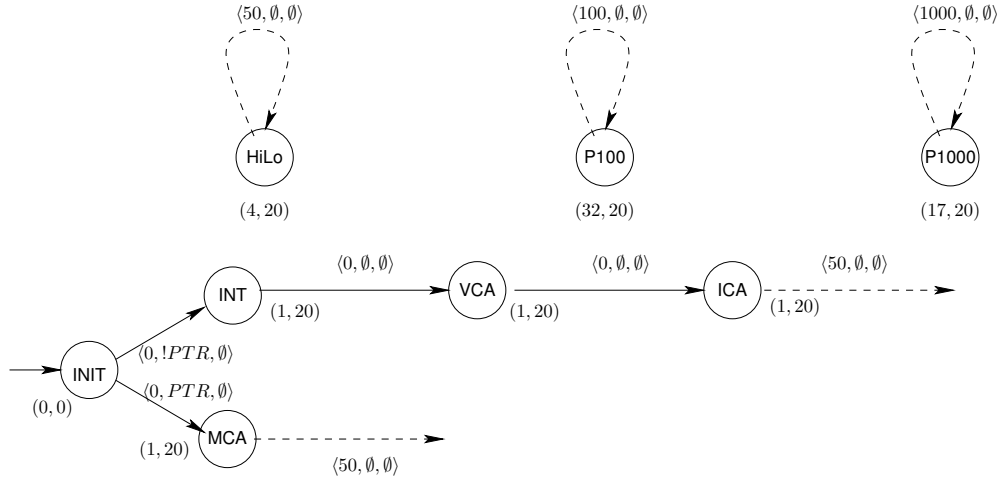 ⟨50, ∅, ∅⟩ ⟨100, ∅, ∅⟩ ⟨1000, ∅, ∅⟩
HiLo P100 P1000
(4, 20) (32, 20) (17, 20)
⟨0, ∅, ∅⟩ ⟨0, ∅, ∅⟩ ⟨50, ∅, ∅⟩
INT VCA ICA
(1, 20) (1, 20) (1, 20)
⟨0, !PTR, ∅⟩
INIT
⟨0, PTR, ∅⟩
(0, 0)
MCA
(1, 20)
⟨50, ∅, ∅⟩